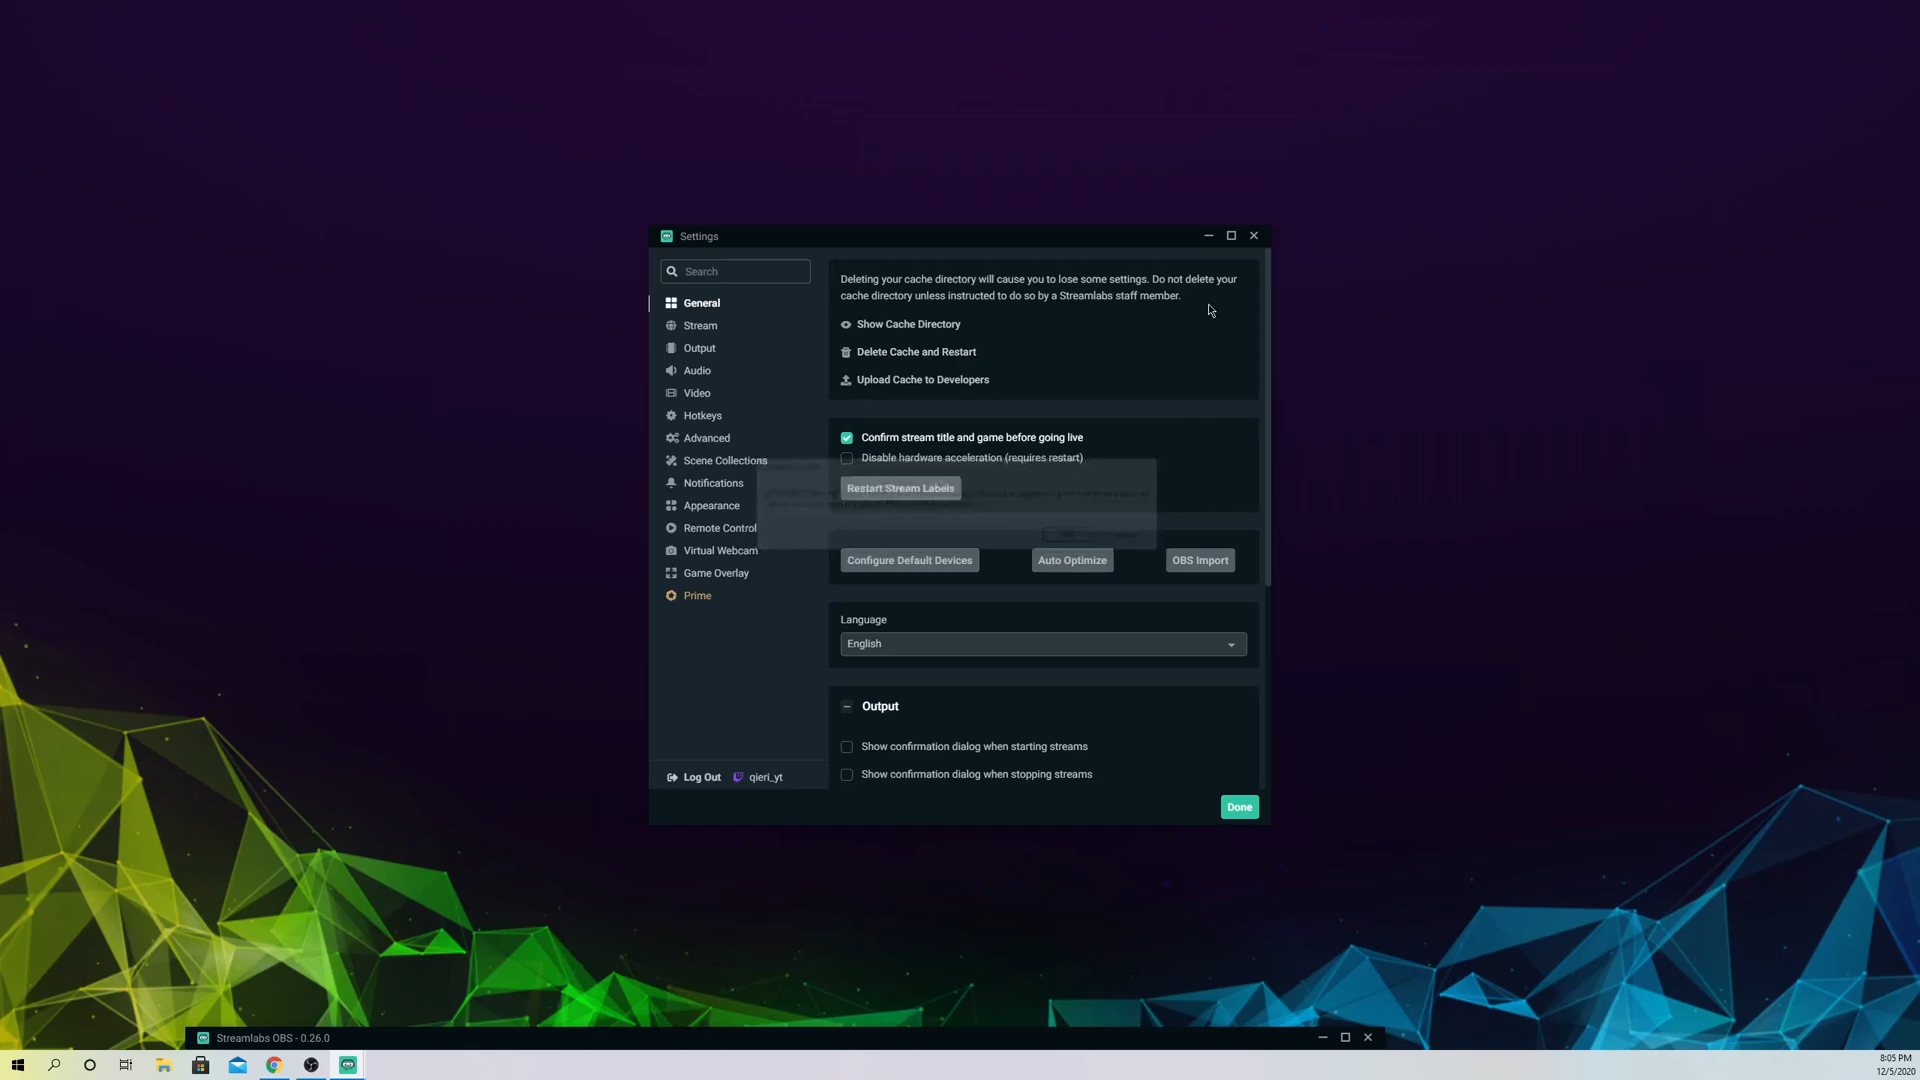 Settings
Search
General
Stream
Output
Audio
Video
Hotkeys
Advanced
Scene Collections
Notifications
Appearance
Remote Control
Virtual Webcam
Game Overlay
Prime
Log Out qieri_yt
Deleting your cache directory will cause you to lose some settings. Do not delete your
cache directory unless instructed to do so by a Streamlabs staff member.
Show Cache Directory
Delete Cache and Restart
Upload Cache to Developers
Confirm stream title and game before going live
Disable hardware acceleration (requires restart)
Restart Stream Labels
Configure Default Devices Auto Optimize OBS Import
Language
English
Output
Show confirmation dialog when starting streams
Show confirmation dialog when stopping streams
Done
Streamlabs OBS - 0.26.0
8:05 PM
12/5/2020